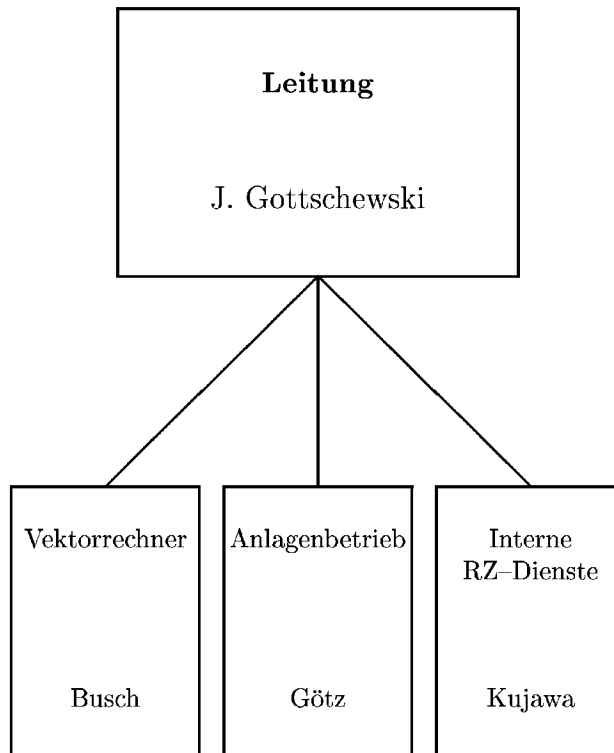 Leitung
J. Gottschewski
Vektorrechner
Busch
Anlagenbetrieb
Götz
Interne
RZ–Dienste
Kujawa